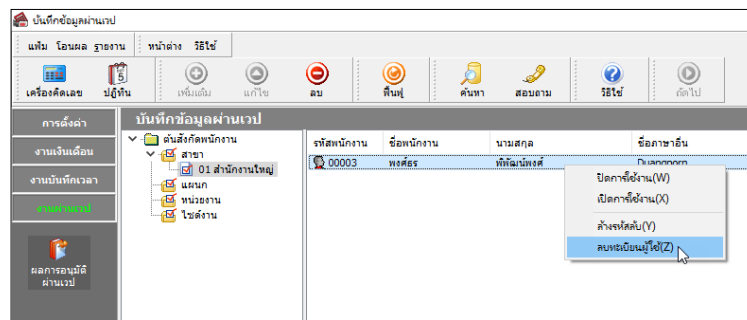 บันทึกข้อมูลผ่านเวป
แฟ้ม โอนผล รายงาน หน้าต่าง วิธีใช้
เครื่องคิดเลข ปฏิทิน เพิ่มเติม แก้ไข ลบ ฟื้นฟู ค้นหา สอบถาม วิธีใช้ ถัดไป
การตั้งค่า
งานเงินเดือน
งานบันทึกเวลา
งานผ่านเวป
ผลการอนุมัติ
ผ่านเวป
บันทึกข้อมูลผ่านเวป
ต้นสังกัดพนักงาน
สาขา
01 สำนักงานใหญ่
แผนก
หน่วยงาน
ไซต์งาน
รหัสพนักงาน ชื่อพนักงาน นามสกุล ชื่อภาษาอื่น
00003 พงศ์ธร พิพัฒน์พงศ์ Duangporn
ปิดการใช้งาน(W)
เปิดการใช้งาน(X)
ล้างรหัสลับ(Y)
ลบทะเบียนผู้ใช้(Z)